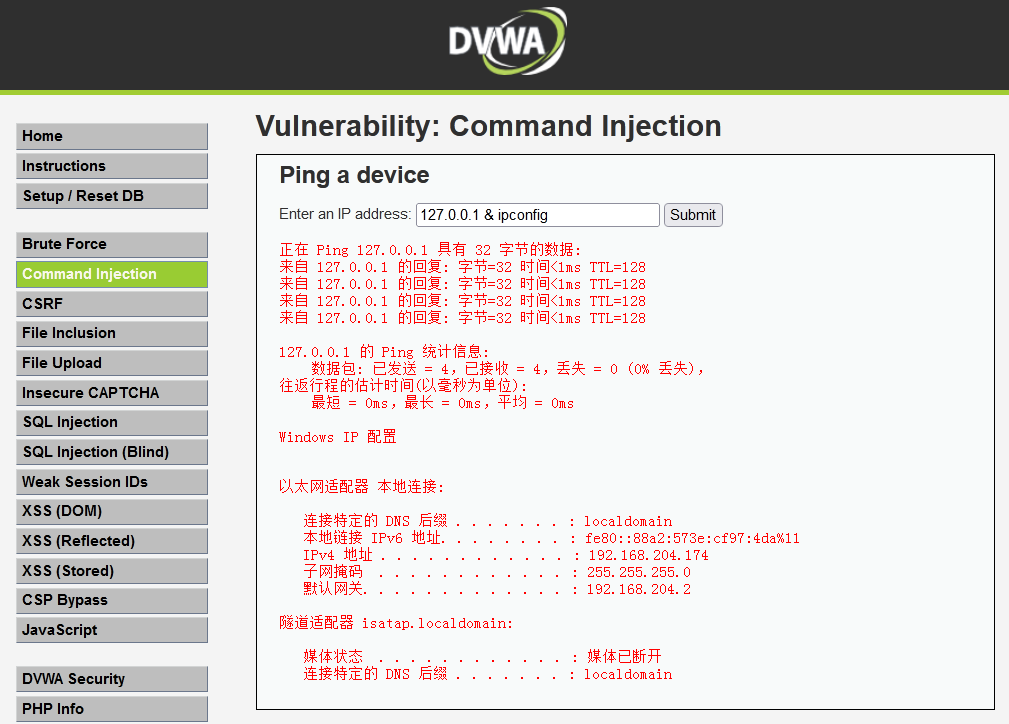 DVWA
Home
Instructions
Setup / Reset DB
Brute Force
Command Injection
CSRF
File Inclusion
File Upload
Insecure CAPTCHA
SQL Injection
SQL Injection (Blind)
Weak Session IDs
XSS (DOM)
XSS (Reflected)
XSS (Stored)
CSP Bypass
JavaScript
DVWA Security
PHP Info
Vulnerability: Command Injection
Ping a device
Enter an IP address: 127.0.0.1 & ipconfig Submit
正在 Ping 127.0.0.1 具有 32 字节的数据:
来自 127.0.0.1 的回复: 字节=32 时间<1ms TTL=128
来自 127.0.0.1 的回复: 字节=32 时间<1ms TTL=128
来自 127.0.0.1 的回复: 字节=32 时间<1ms TTL=128
来自 127.0.0.1 的回复: 字节=32 时间<1ms TTL=128
127.0.0.1 的 Ping 统计信息:
数据包: 已发送 = 4，已接收 = 4，丢失 = 0 (0% 丢失)，
往返行程的估计时间(以毫秒为单位):
最短 = 0ms，最长 = 0ms，平均 = 0ms
Windows IP 配置
以太网适配器 本地连接:
连接特定的 DNS 后缀 . . . . . . . : localdomain
本地链接 IPv6 地址. . . . . . . . : fe80::88a2:573e:cf97:4da%11
IPv4 地址 . . . . . . . . . . . . : 192.168.204.174
子网掩码  . . . . . . . . . . . . : 255.255.255.0
默认网关. . . . . . . . . . . . . : 192.168.204.2
隧道适配器 isatap.localdomain:
媒体状态  . . . . . . . . . . . . : 媒体已断开
连接特定的 DNS 后缀 . . . . . . . : localdomain